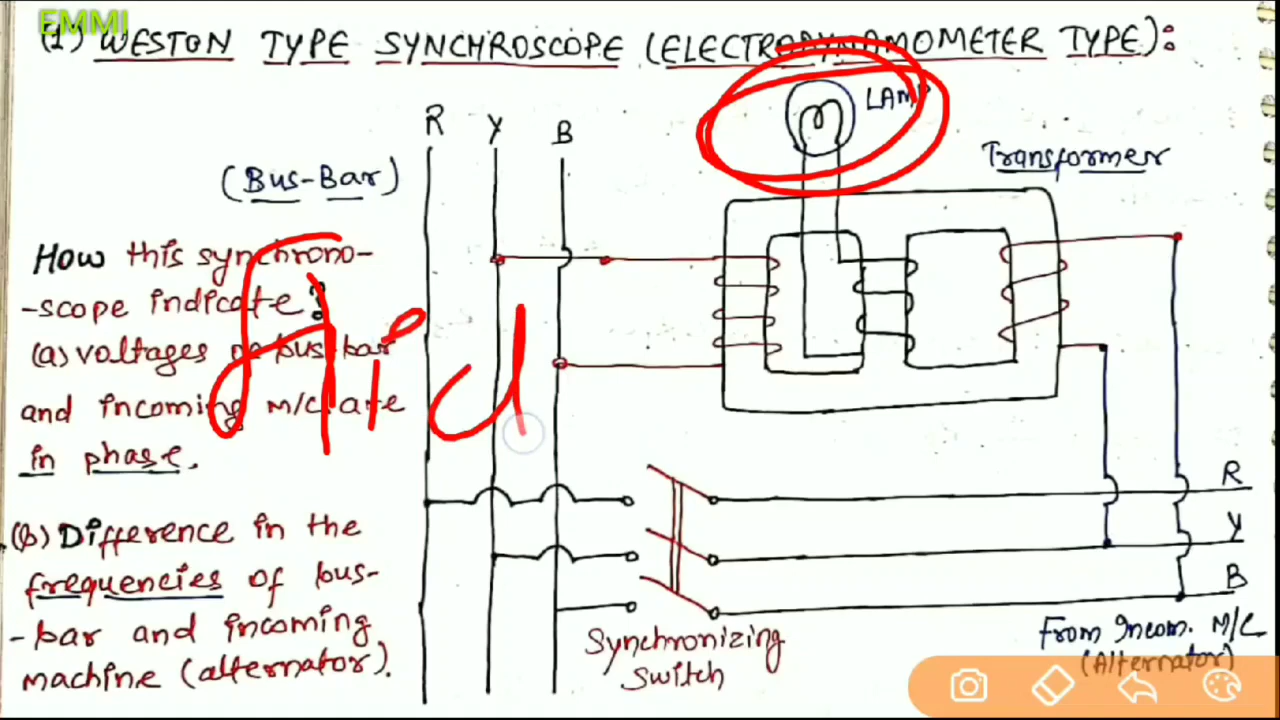 EMMI
(1) WESTON TYPE SYNCHROSCOPE (ELECTRODYNAMOMETER TYPE):
LAMP
R
Y
B
Transformer
(Bus-Bar)
How this synchrono-
-scope indicate?
(a) voltages of bus bar
and incoming m/c are
in phase.
R
(b) Difference in the
Y
frequencies of bus-
B
-bar and incoming
machine (alternator).
Synchronizing
Switch
From Incom. M/C
(Alternator)